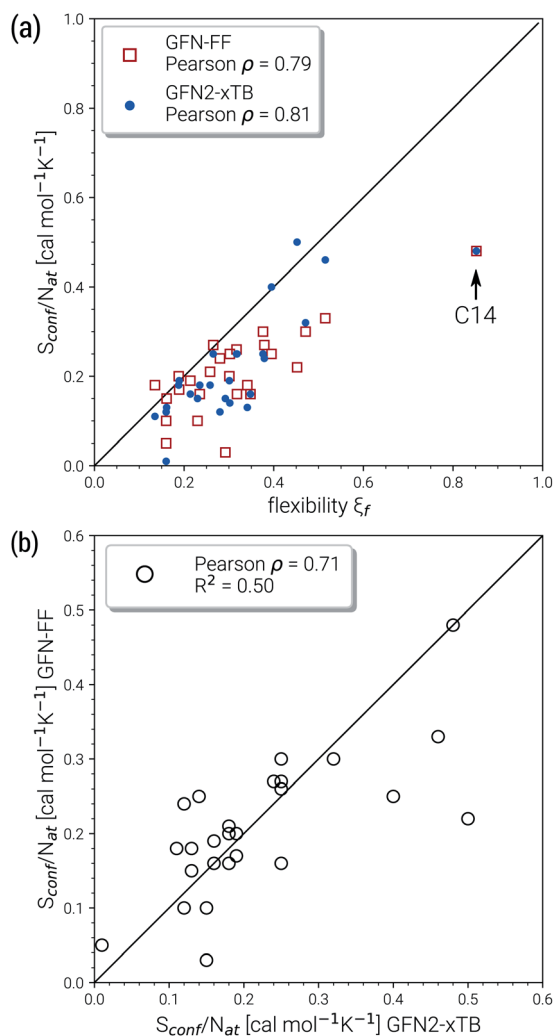 (a)
GFN-FF
Pearson ρ = 0.79
GFN2-xTB
Pearson ρ = 0.81
S_conf/N_at [cal mol⁻¹K⁻¹]
1.0
0.8
0.6
0.4
0.2
0.0
C14
0.0 0.2 0.4 0.6 0.8 1.0
flexibility ξ_f
(b)
Pearson ρ = 0.71
R² = 0.50
S_conf/N_at [cal mol⁻¹K⁻¹] GFN-FF
0.6
0.5
0.4
0.3
0.2
0.1
0.0
0.0 0.1 0.2 0.3 0.4 0.5 0.6
S_conf/N_at [cal mol⁻¹K⁻¹] GFN2-xTB